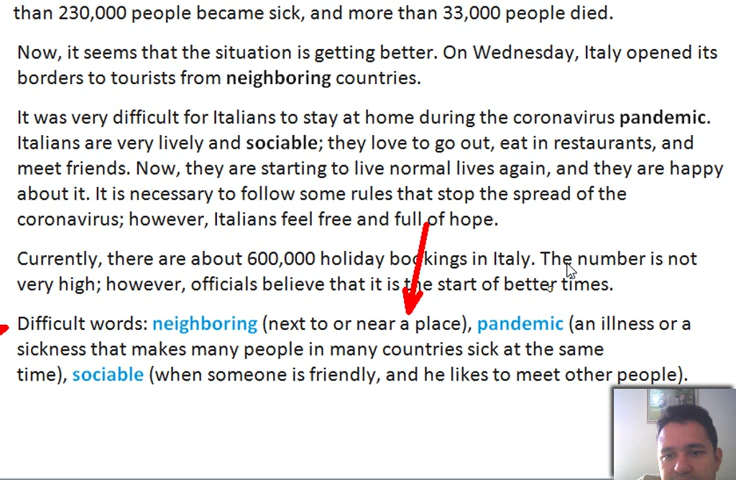 than 230,000 people became sick, and more than 33,000 people died.
Now, it seems that the situation is getting better. On Wednesday, Italy opened its
borders to tourists from neighboring countries.
It was very difficult for Italians to stay at home during the coronavirus pandemic.
Italians are very lively and sociable; they love to go out, eat in restaurants, and
meet friends. Now, they are starting to live normal lives again, and they are happy
about it. It is necessary to follow some rules that stop the spread of the
coronavirus; however, Italians feel free and full of hope.
Currently, there are about 600,000 holiday bookings in Italy. The number is not
very high; however, officials believe that it is the start of better times.
Difficult words: neighboring (next to or near a place), pandemic (an illness or a
sickness that makes many people in many countries sick at the same
time), sociable (when someone is friendly, and he likes to meet other people).